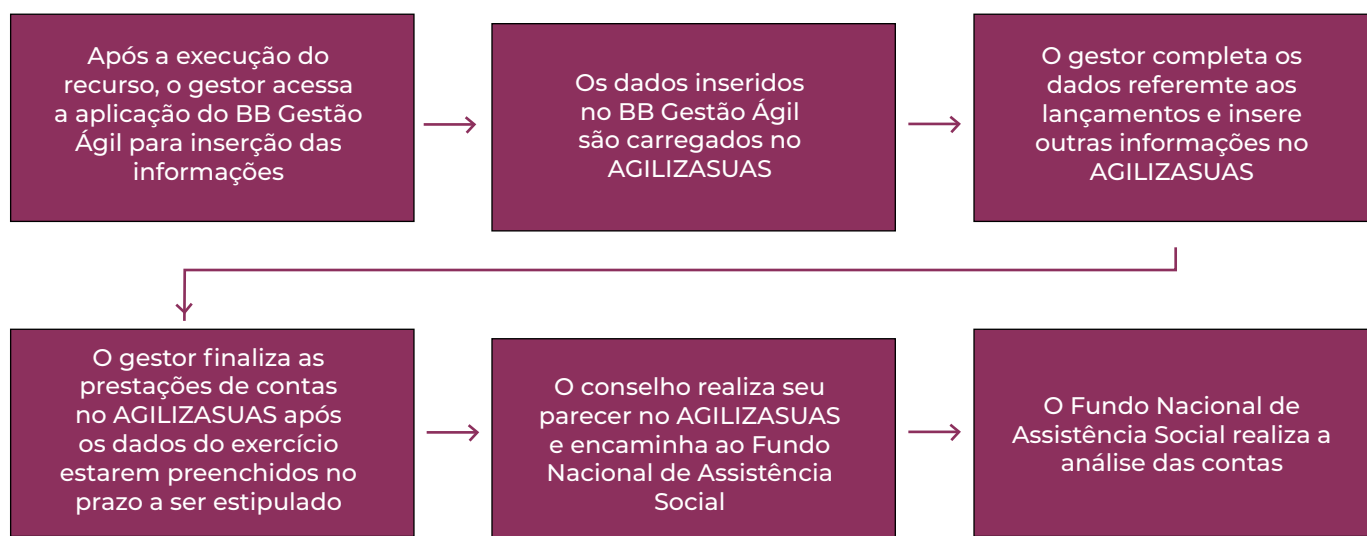 Após a execução do
recurso, o gestor acessa
a aplicação do BB Gestão
Ágil para inserção das
informações
Os dados inseridos
no BB Gestão Ágil
são carregados no
AGILIZASUAS
O gestor completa os
dados referemte aos
lançamentos e insere
outras informações no
AGILIZASUAS
O gestor finaliza as
prestações de contas
no AGILIZASUAS após
os dados do exercício
estarem preenchidos no
prazo a ser estipulado
O conselho realiza seu
parecer no AGILIZASUAS
e encaminha ao Fundo
Nacional de Assistência
Social
O Fundo Nacional de
Assistência Social realiza a
análise das contas